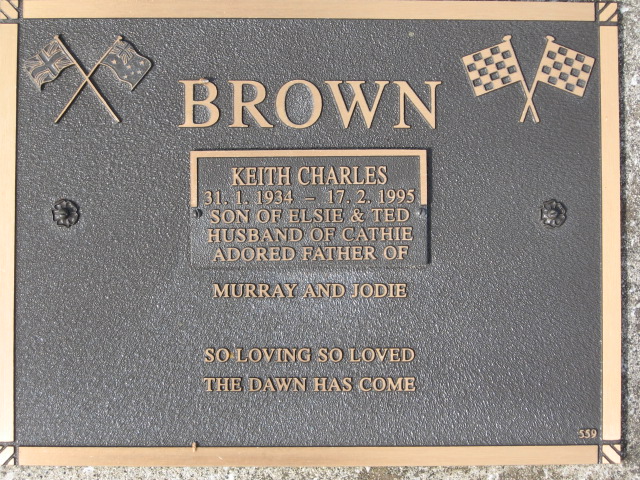 BROWN
KEITH CHARLES
31. 1. 1934 – 17. 2. 1995
SON OF ELSIE & TED
HUSBAND OF CATHIE
ADORED FATHER OF
MURRAY AND JODIE
SO LOVING SO LOVED
THE DAWN HAS COME
559